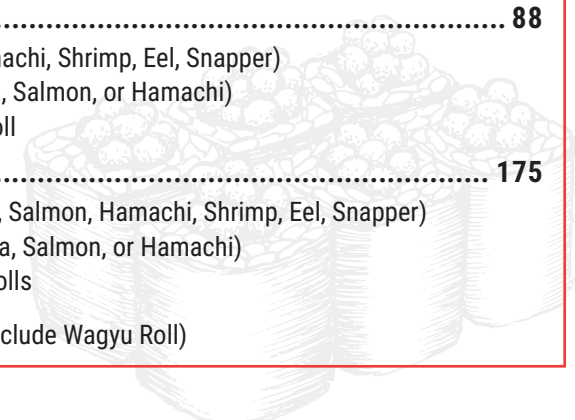 88
achi, Shrimp, Eel, Snapper)
, Salmon, or Hamachi)
oll
175
, Salmon, Hamachi, Shrimp, Eel, Snapper)
a, Salmon, or Hamachi)
olls
clude Wagyu Roll)